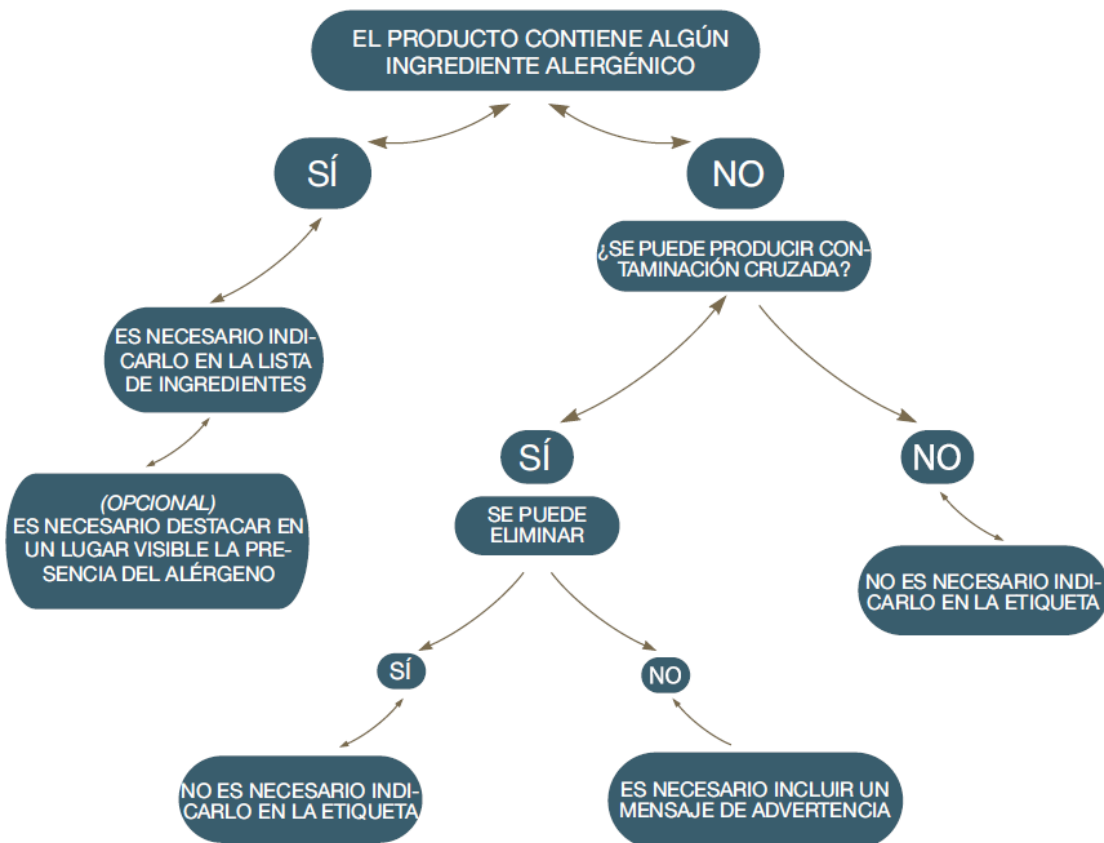 EL PRODUCTO CONTIENE ALGÚN
INGREDIENTE ALERGÉNICO
SÍ
NO
¿SE PUEDE PRODUCIR CON-
TAMINACIÓN CRUZADA?
ES NECESARIO INDI-
CARLO EN LA LISTA
DE INGREDIENTES
SÍ
NO
(OPCIONAL)
ES NECESARIO DESTACAR EN
UN LUGAR VISIBLE LA PRE-
SENCIA DEL ALÉRGENO
SE PUEDE
ELIMINAR
NO ES NECESARIO INDI-
CARLO EN LA ETIQUETA
SÍ
NO
NO ES NECESARIO INDI-
CARLO EN LA ETIQUETA
ES NECESARIO INCLUIR UN
MENSAJE DE ADVERTENCIA